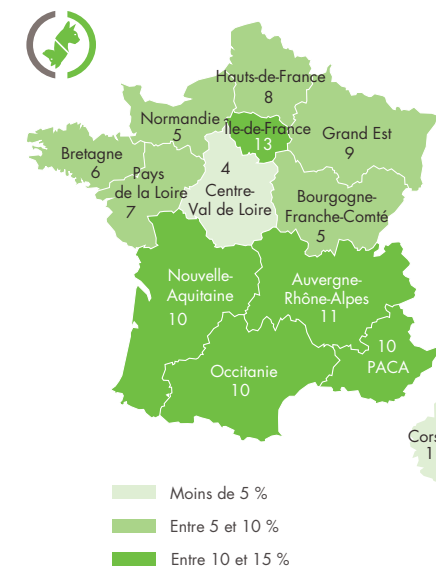 Hauts-de-France
8
Normandie
5
Île-de-France
13
Grand Est
9
Bretagne
6
Pays
de la Loire
7
4
Centre-
Val de Loire
Bourgogne-
Franche-Comté
5
Nouvelle-
Aquitaine
10
Auvergne-
Rhône-Alpes
11
10
PACA
Occitanie
10
Cors
1
Moins de 5 %
Entre 5 et 10 %
Entre 10 et 15 %